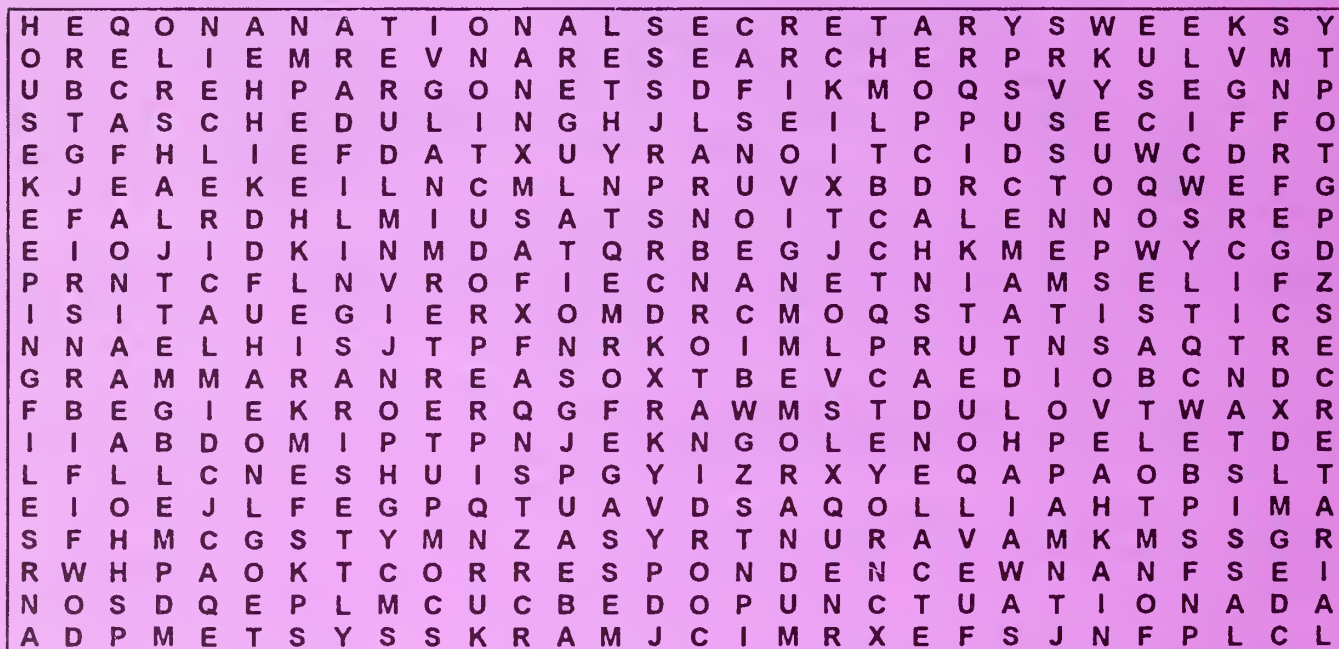 H E Q O N A N A T I O N A L S E C R E T A R Y S W E E K S Y
O R E L I E M R E V N A R E S E A R C H E R P R K U L V M T
U B C R E H P A R G O N E T S D F I K M O Q S V Y S E G N P
S T A S C H E D U L I N G H J L S E I L P P U S E C I F F O
E G F H L I E F D A T X U Y R A N O I T C I D S U W C D R T
K J E A E K E I L N C M L N P R U V X B D R C T O Q W E F G
E F A L R D H L M I U S A T S N O I T C A L E N N O S R E P
E I O J I D K I N M D A T Q R B E G J C H K M E P W Y C G D
P R N T C F L N V R O F I E C N A N E T N I A M S E L I F Z
I S I T A U E G I E R X O M D R C M O Q S T A T I S T I C S
N N A E L H I S J T P F N R K O I M L P R U T N S A Q T R E
G R A M M A R A N R E A S O X T B E V C A E D I O B C N D C
F B E G I E K R O E R Q G F R A W M S T D U L O V T W A X R
I I A B D O M I P T P N J E K N G O L E N O H P E L E T D E
L F L L C N E S H U I S P G Y I Z R X Y E Q A P A O B S L T
E I O E J L F E G P Q T U A V D S A Q O L L I A H T P I M A
S F H M C G S T Y M N Z A S Y R T N U R A V A M K M S S G R
R W H P A O K T C O R R E S P O N D E N C E W N A N F S E I
N O S D Q E P L M C U C B E D O P U N C T U A T I O N A D A
A D P M E T S Y S S K R A M J C I M R X E F S J N F P L C L